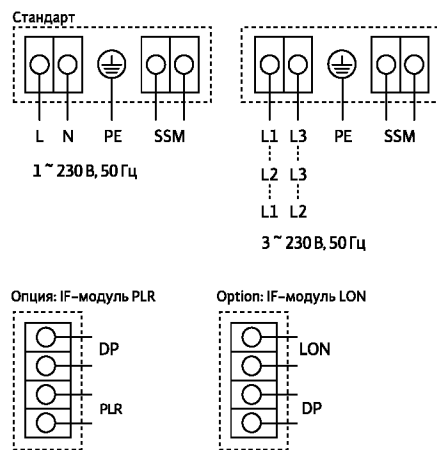 Стандарт
L N PE SSM
1 ~ 230 В, 50 Гц
L1 L3 PE SSM
L2 L3
L1 L2
3 ~ 230 В, 50 Гц
Опция: IF-модуль PLR
DP
PLR
Option: IF-модуль LON
LON
DP